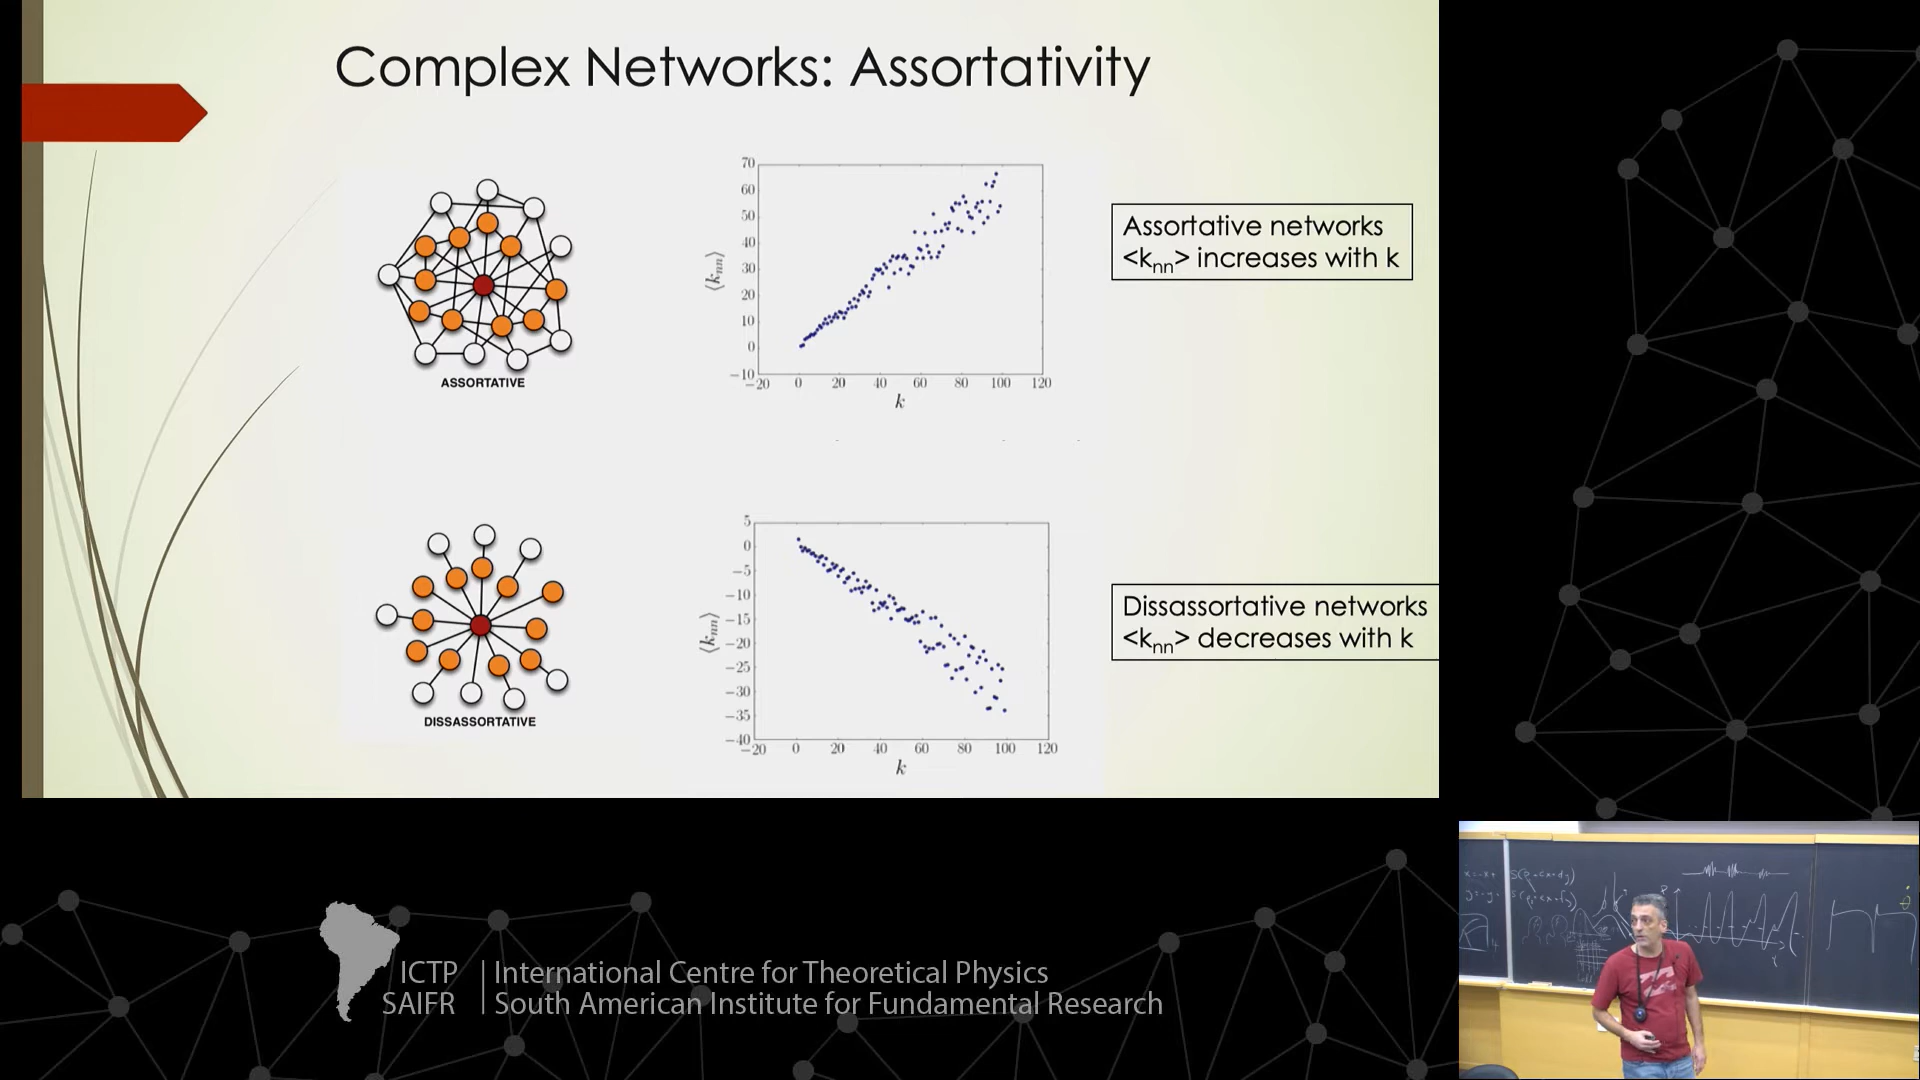 Complex Networks: Assortativity
ASSORTATIVE
70
60
50
40
30
20
10
0
−10
⟨knn⟩
−20 0 20 40 60 80 100 120
k
Assortative networks
<knn> increases with k
DISSASSORTATIVE
5
0
−5
−10
−15
−20
−25
−30
−35
−40
⟨knn⟩
−20 0 20 40 60 80 100 120
k
Dissassortative networks
<knn> decreases with k
ICTP
SAIFR
International Centre for Theoretical Physics
South American Institute for Fundamental Research